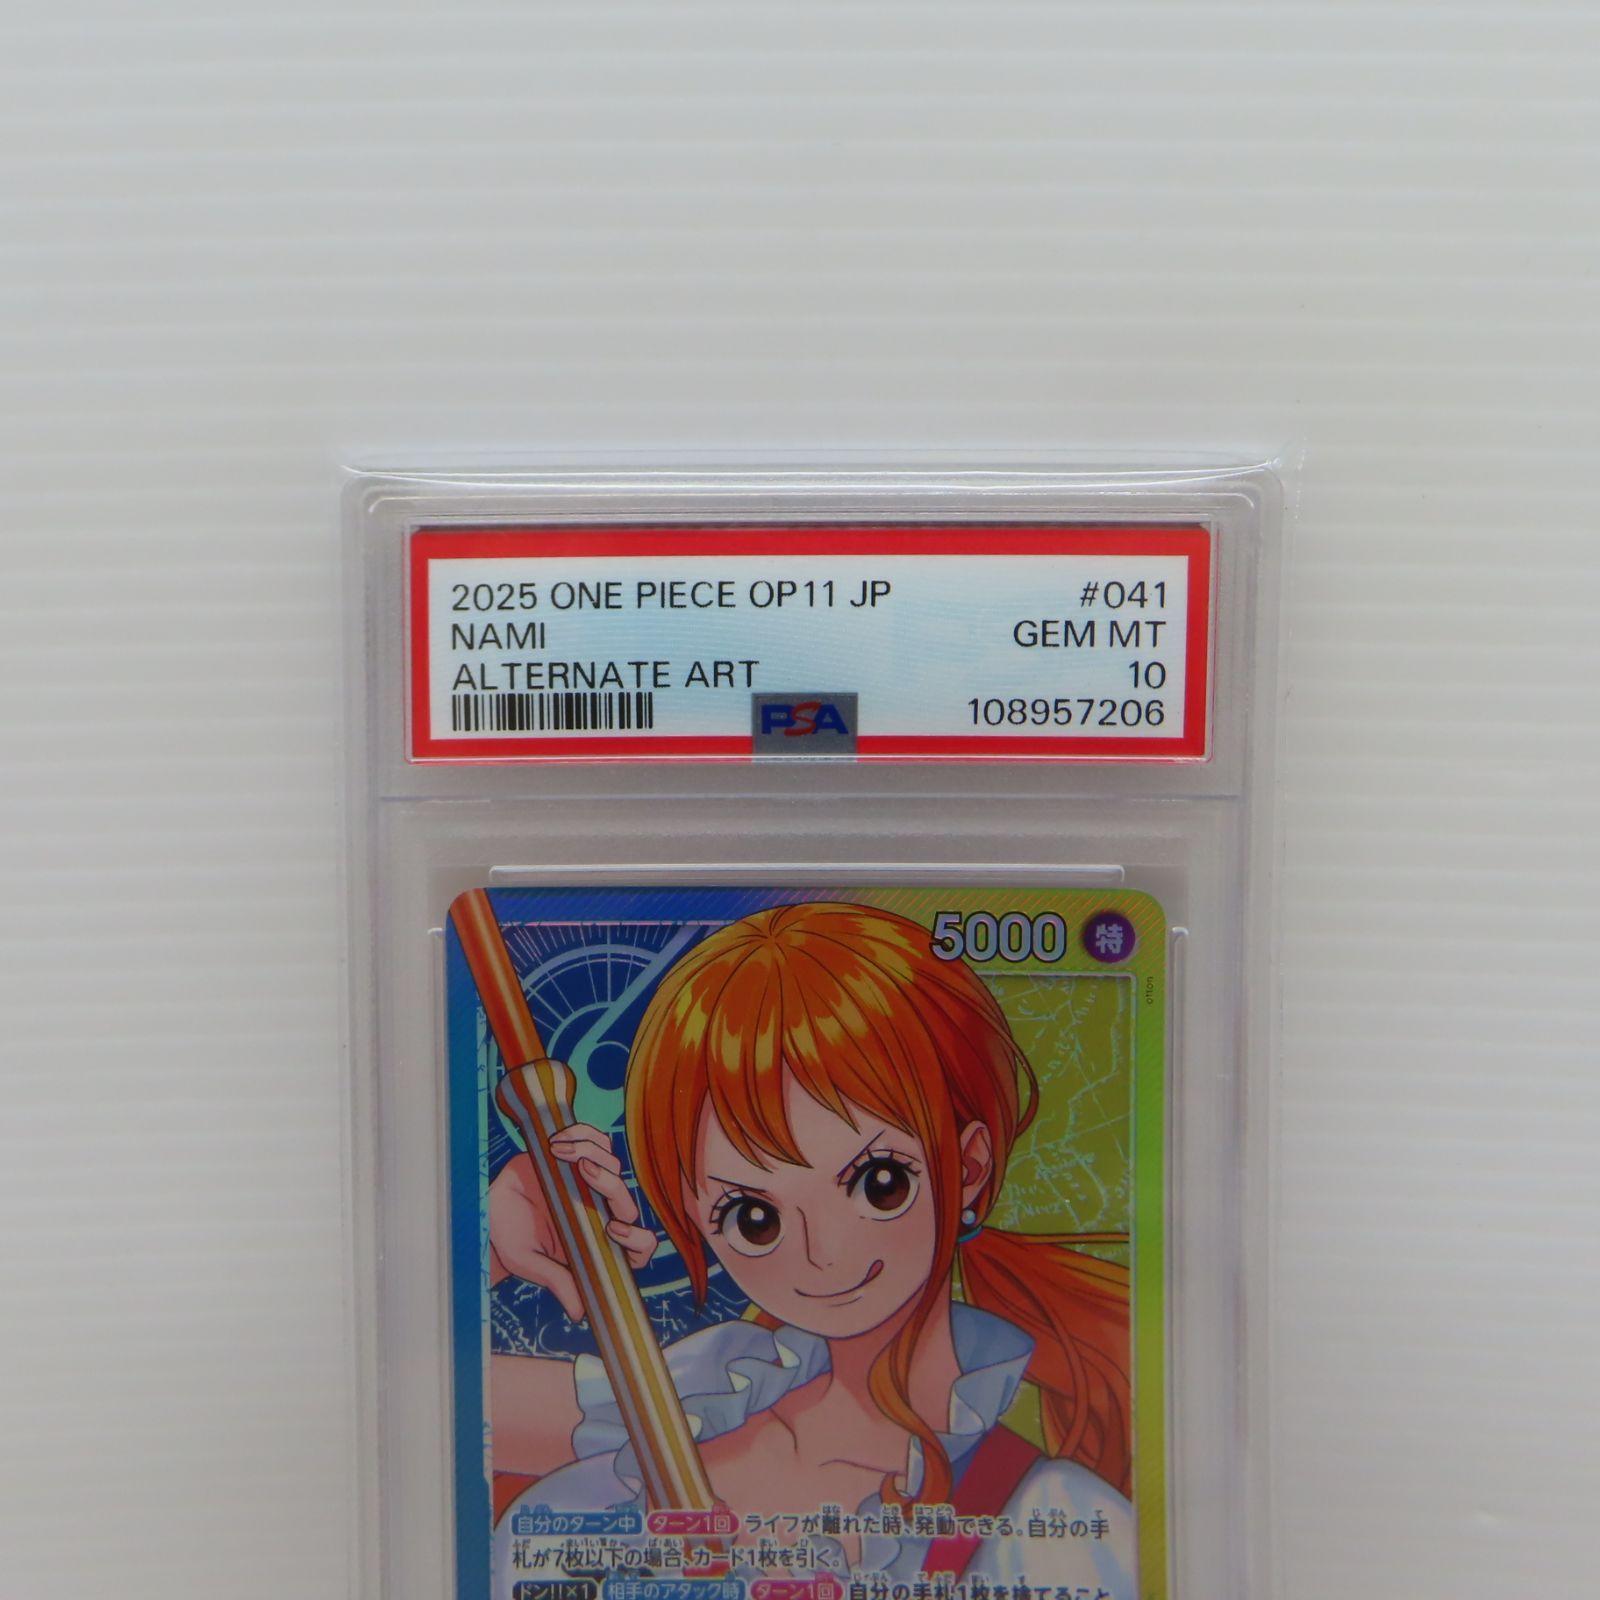 2025 ONE PIECE OP11 JP #041
NAMI GEM MT
ALTERNATE ART 10
PSA 108957206
5000 特
otton
自分のターン中 ターン1回 ライフが離れた時、発動できる。自分の手
札が7枚以下の場合、カード1枚を引く。
ドン!!×1 相手のアタック時 ターン1回 自分の手札1枚を捨てること